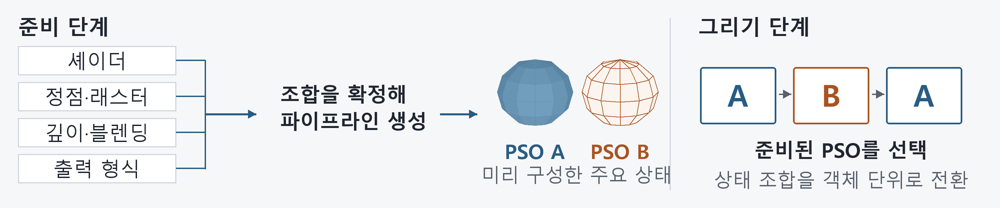 준비 단계
셰이더
정점·래스터
깊이·블렌딩
출력 형식
조합을 확정해
파이프라인 생성
PSO A
PSO B
미리 구성한 주요 상태
그리기 단계
A
B
A
준비된 PSO를 선택
상태 조합을 객체 단위로 전환